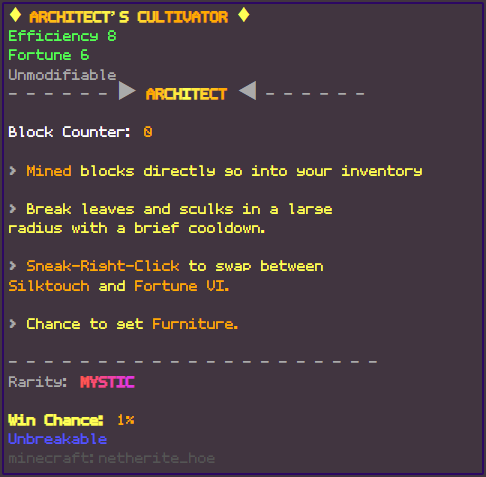 ♦ ARCHITECT'S CULTIVATOR ♦
Efficiency 8
Fortune 6
Unmodifiable
- - - - - - ▶ ARCHITECT ◀ - - - - - -
Block Counter: 0
> Mined blocks directly go into your inventory
> Break leaves and sculks in a large
radius with a brief cooldown.
> Sneak-Right-Click to swap between
Silktouch and Fortune VI.
> Chance to get Furniture.
- - - - - - - - - - - - - - - - - - - - - -
Rarity: MYSTIC
Win Chance: 1%
Unbreakable
minecraft:netherite_hoe